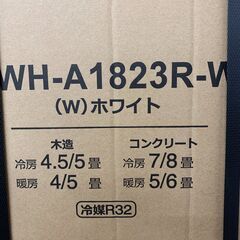 WH-A1823R-W
(W)ホワイト
木造 コンクリート
冷房 4.5/5 畳 冷房 7/8 畳
暖房 4/5 畳 暖房 5/6 畳
冷媒R32